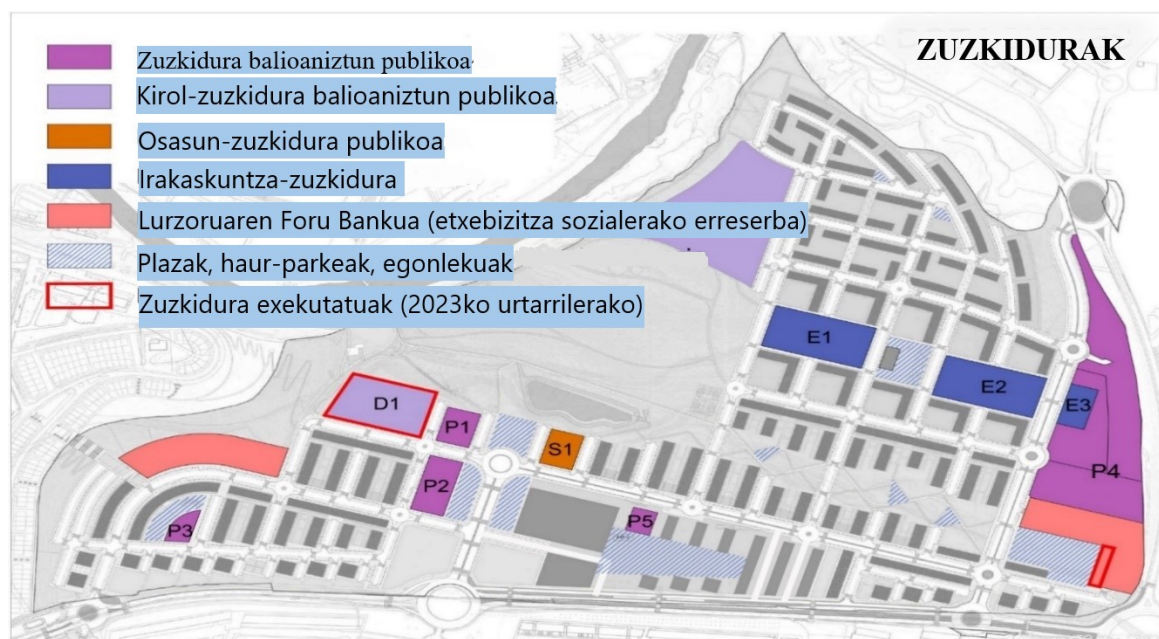 ZUZKIDURAK
Zuzkidura balioaniztun publikoa
Kirol-zuzkidura balioaniztun publikoa
Osasun-zuzkidura publikoa
Irakaskuntza-zuzkidura
Lurzoruaren Foru Bankua (etxebizitza sozialerako erreserba)
Plazak, haur-parkeak, egonlekuak
Zuzkidura exekutatuak (2023ko urtarrilerako)
E1
E2
E3
D1
P1
S1
P4
P2
P5
P3